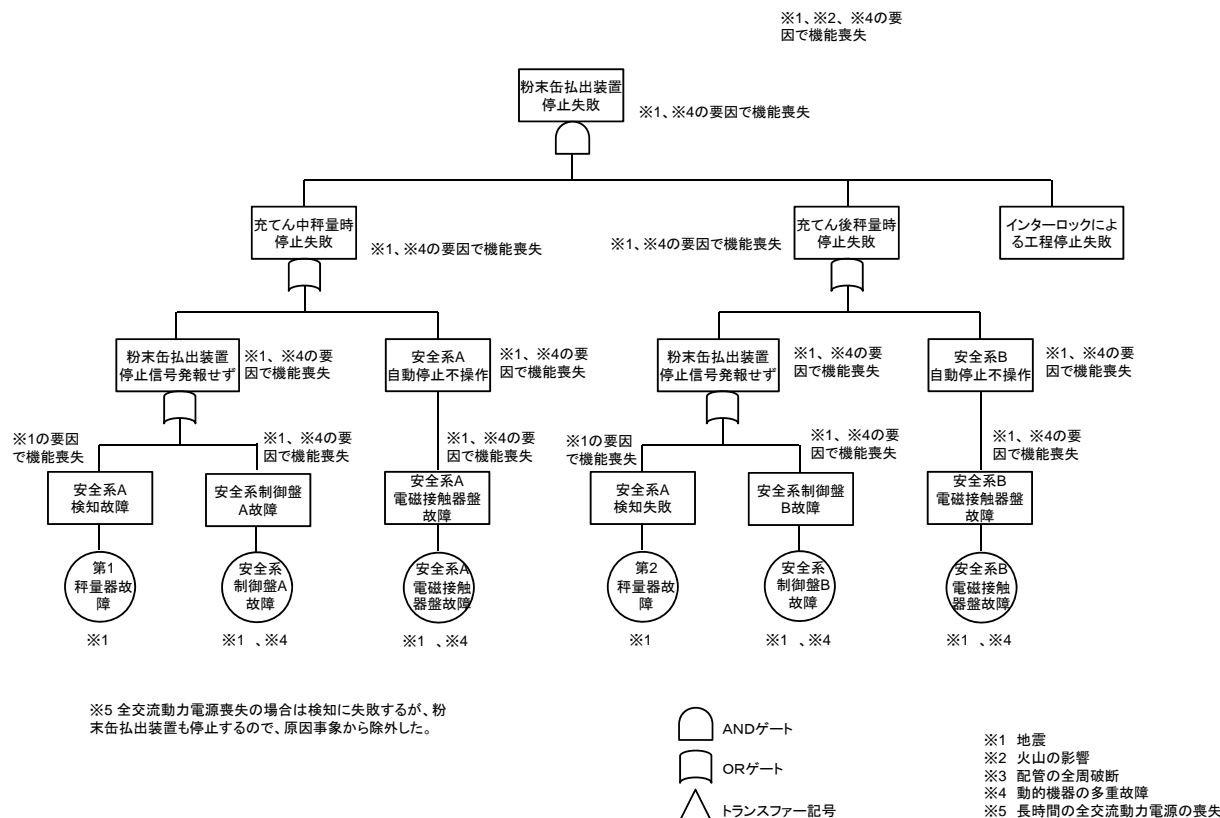 ※1、※2、※4の要
因で機能喪失
粉末缶払出装置
停止失敗
※1、※4の要因で機能喪失
充てん中秤量時
停止失敗
※1、※4の要因で機能喪失
※1、※4の要因で機能喪失
充てん後秤量時
停止失敗
インターロックによ
る工程停止失敗
粉末缶払出装置
停止信号発報せず
※1、※4の要
因で機能喪失
安全系A
自動停止不操作
※1、※4の要
因で機能喪失
粉末缶払出装置
停止信号発報せず
※1、※4の要
因で機能喪失
安全系B
自動停止不操作
※1、※4の要
因で機能喪失
※1の要因
で機能喪失
※1、※4の要
因で機能喪失
※1、※4の要
因で機能喪失
※1の要因
で機能喪失
※1、※4の要
因で機能喪失
※1、※4の要
因で機能喪失
安全系A
検知故障
安全系制御盤
A故障
安全系A
電磁接触器盤
故障
安全系A
検知失敗
安全系制御盤
B故障
安全系B
電磁接触器盤
故障
第1
秤量器故
障
安全系
制御盤A
故障
安全系A
電磁接触
器盤故障
第2
秤量器故
障
安全系
制御盤B
故障
安全系B
電磁接触
器盤故障
※1
※1 、※4
※1 、※4
※1
※1 、※4
※1 、※4
※5 全交流動力電源喪失の場合は検知に失敗するが、粉
末缶払出装置も停止するので、原因事象から除外した。
ANDゲート
ORゲート
トランスファー記号
※1 地震
※2 火山の影響
※3 配管の全周破断
※4 動的機器の多重故障
※5 長時間の全交流動力電源の喪失